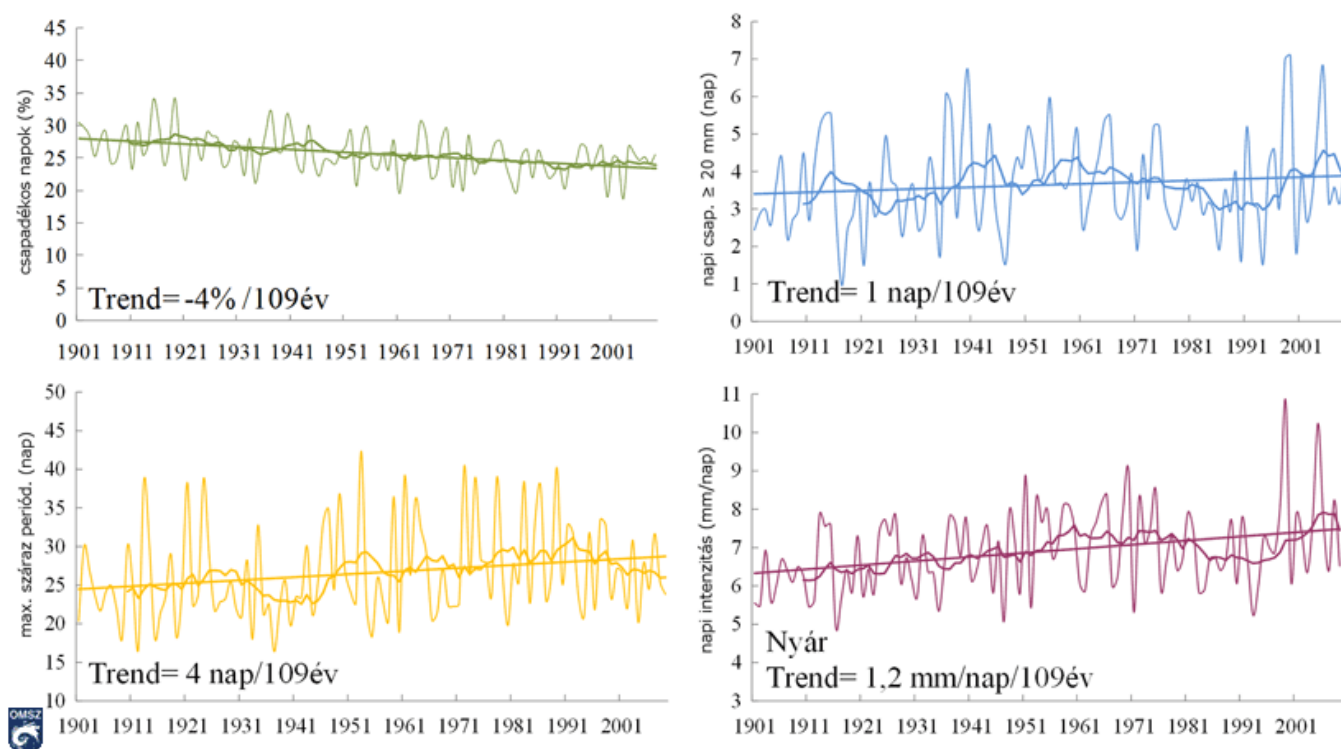 csapadékos napok (%)
45
40
35
30
25
20
15
10
5
0
Trend= -4% /109év
1901 1911 1921 1931 1941 1951 1961 1971 1981 1991 2001
napi csap. ≥ 20 mm (nap)
8
7
6
5
4
3
2
1
0
Trend= 1 nap/109év
1901 1911 1921 1931 1941 1951 1961 1971 1981 1991 2001
max. száraz periód. (nap)
50
45
40
35
30
25
20
15
10
Trend= 4 nap/109év
1901 1911 1921 1931 1941 1951 1961 1971 1981 1991 2001
napi intenzitás (mm/nap)
11
10
9
8
7
6
5
4
3
Nyár
Trend= 1,2 mm/nap/109év
1901 1911 1921 1931 1941 1951 1961 1971 1981 1991 2001
OMSZ